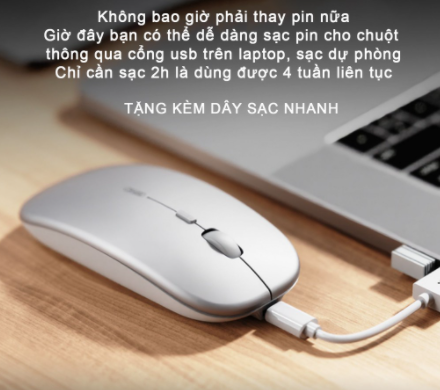 Không bao giờ phải thay pin nữa
Giờ đây bạn có thể dễ dàng sạc pin cho chuột
thông qua cổng usb trên laptop, sạc dự phòng
Chỉ cần sạc 2h là dùng được 4 tuần liên tục
TẶNG KÈM DÂY SẠC NHANH